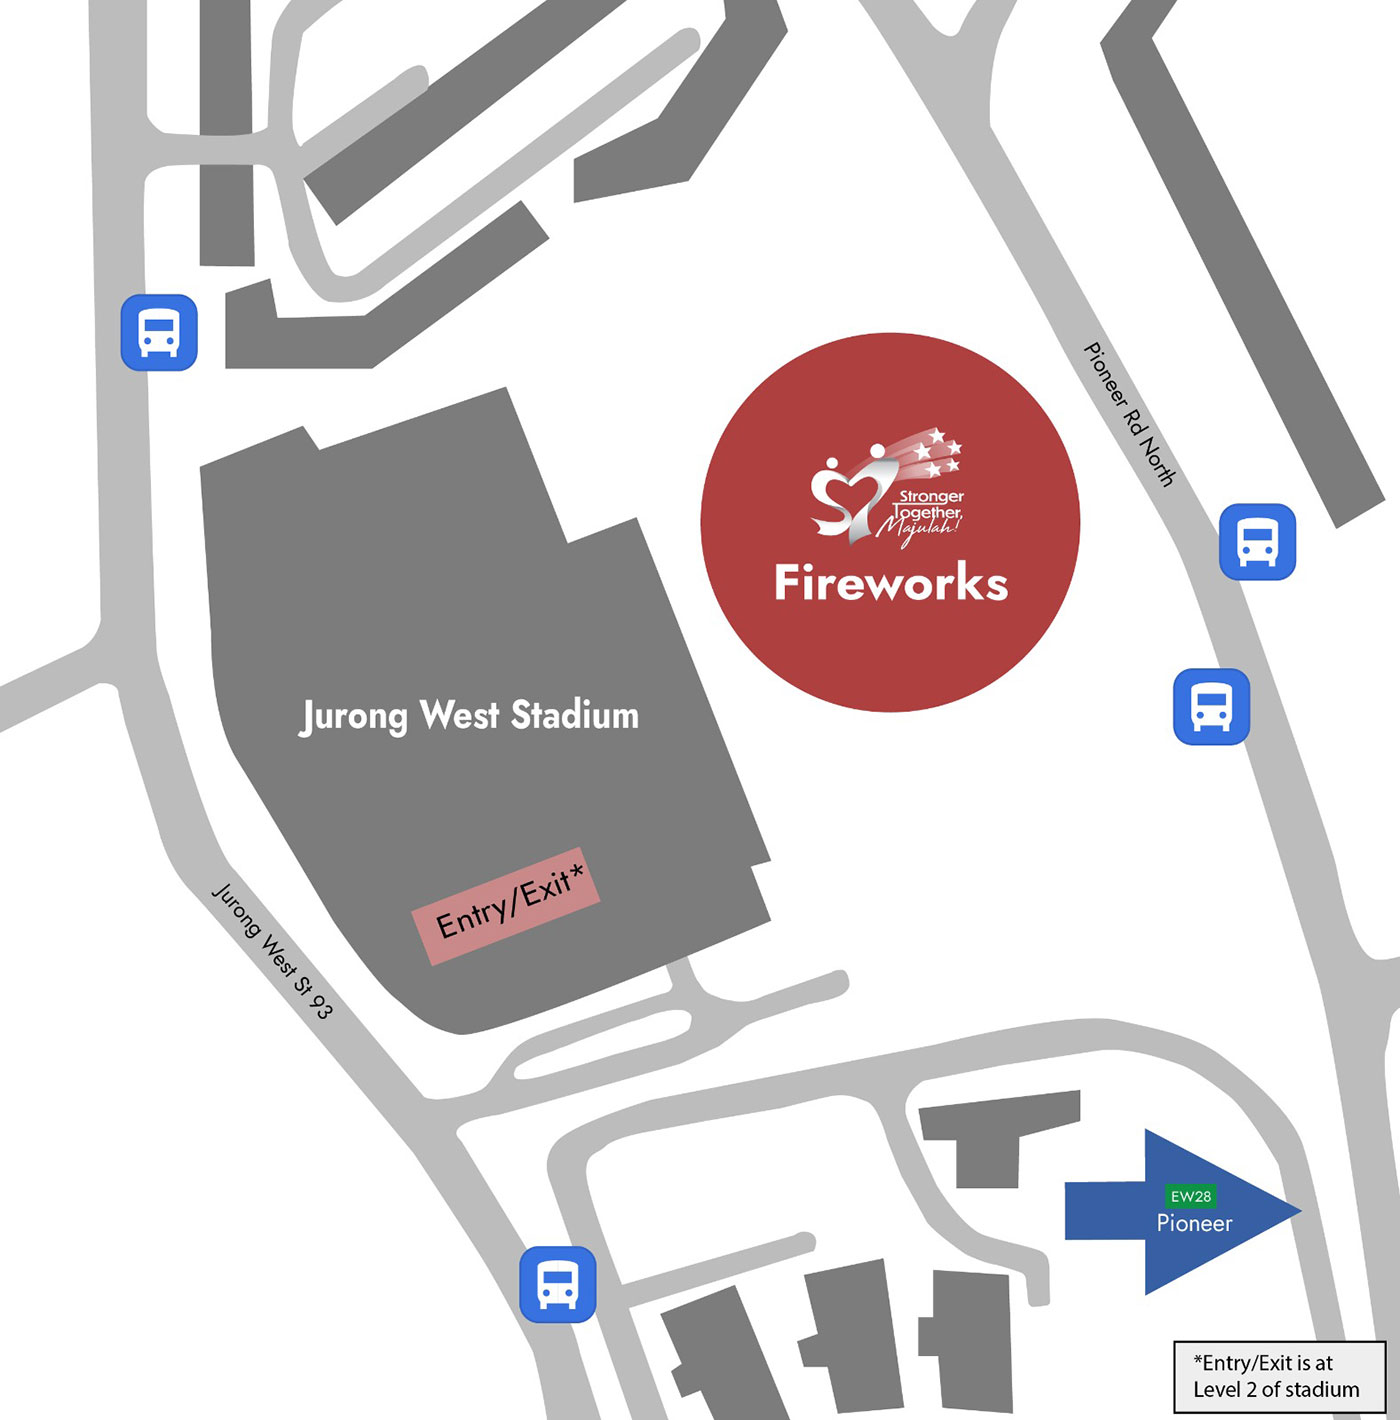 Pioneer Rd North
Stronger
Together,
Majulah!
Fireworks
Jurong West Stadium
Entry/Exit*
Jurong West St 93
EW28
Pioneer
*Entry/Exit is at
Level 2 of stadium